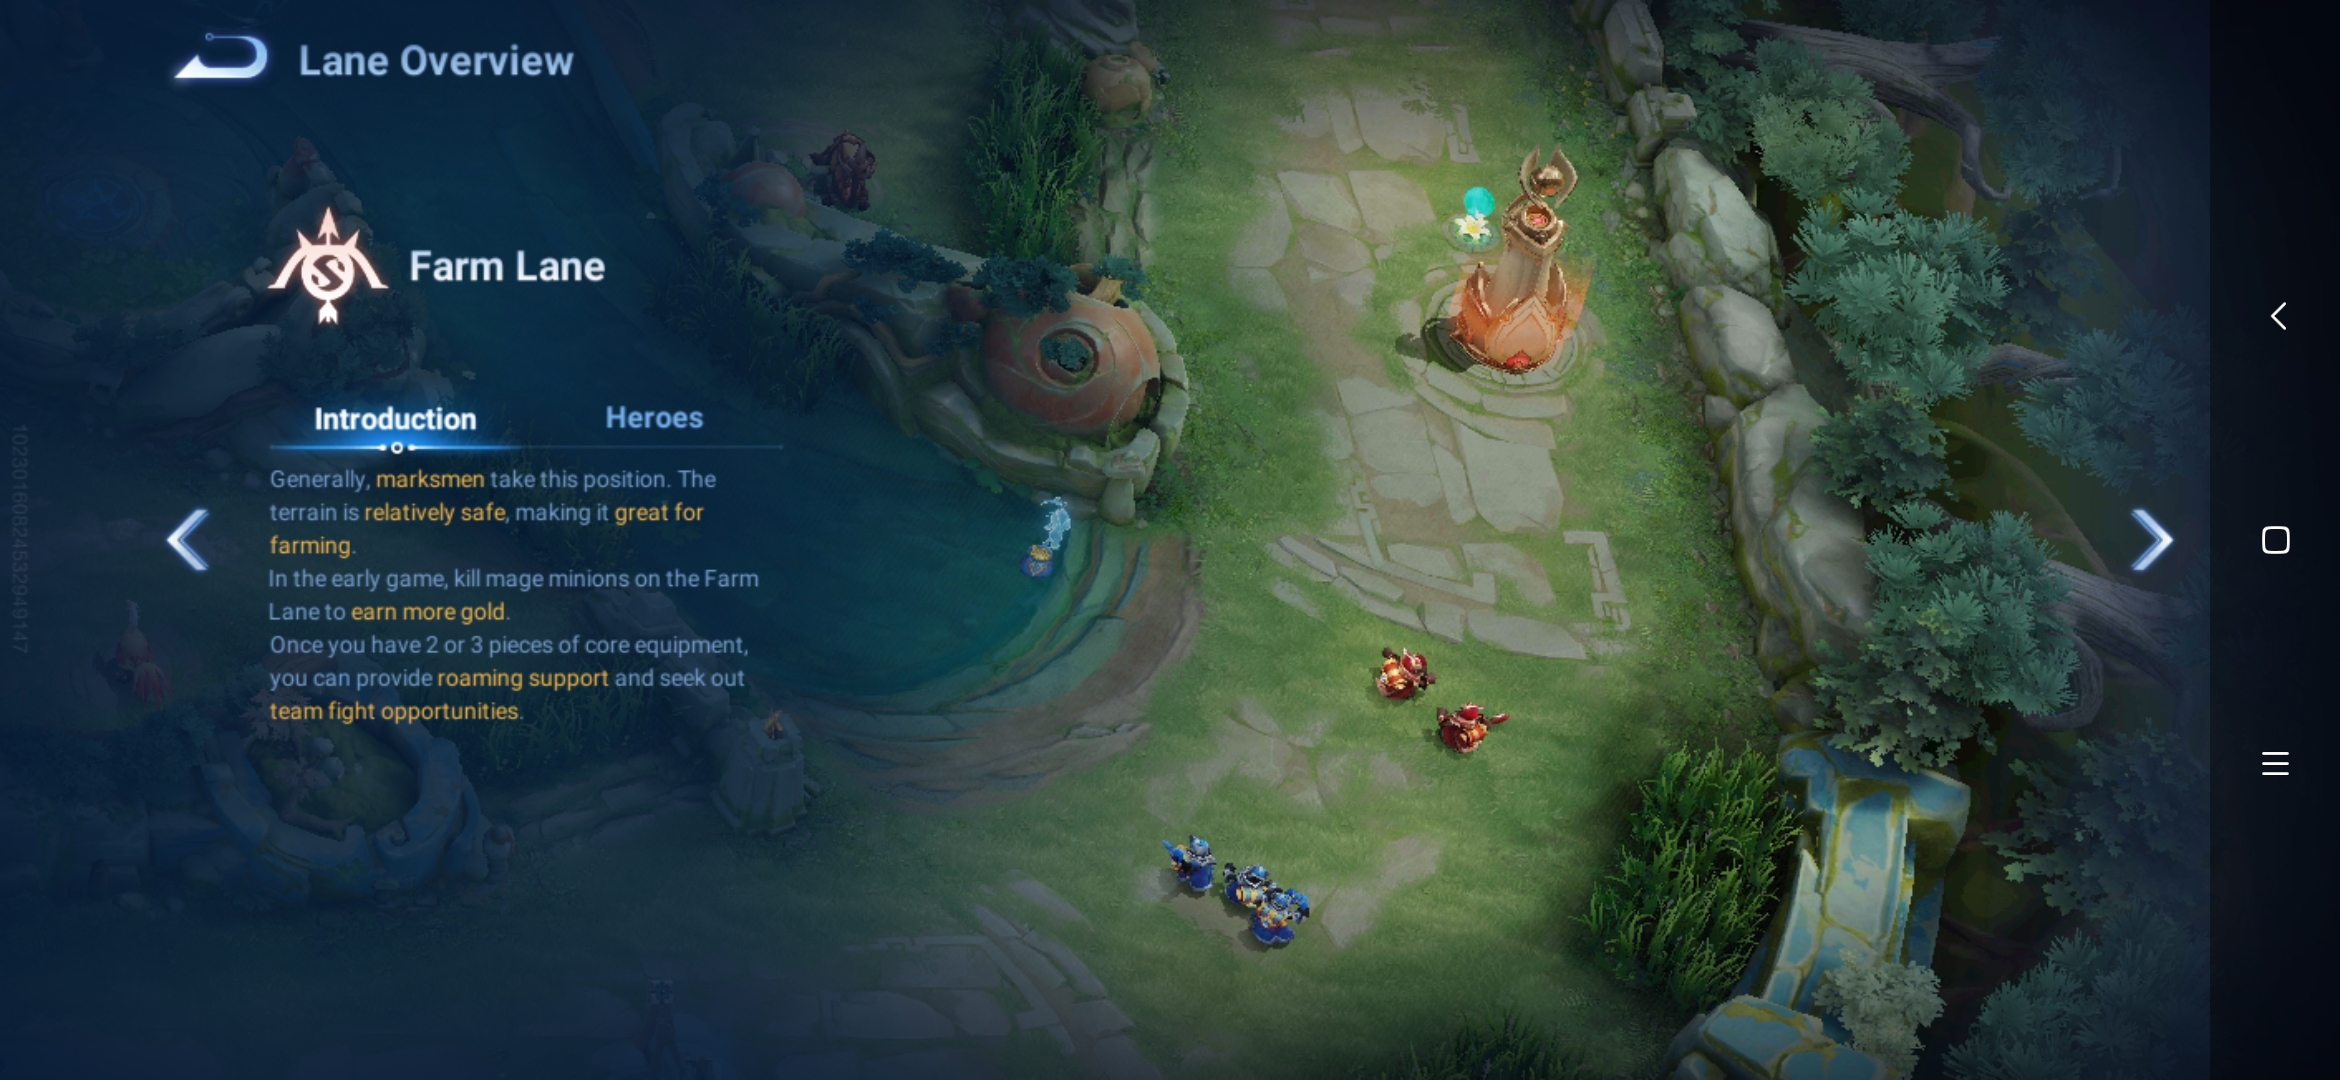 Lane Overview
Farm Lane
Introduction
Heroes
Generally, marksmen take this position. The
terrain is relatively safe, making it great for
farming.
In the early game, kill mage minions on the Farm
Lane to earn more gold.
Once you have 2 or 3 pieces of core equipment,
you can provide roaming support and seek out
team fight opportunities.